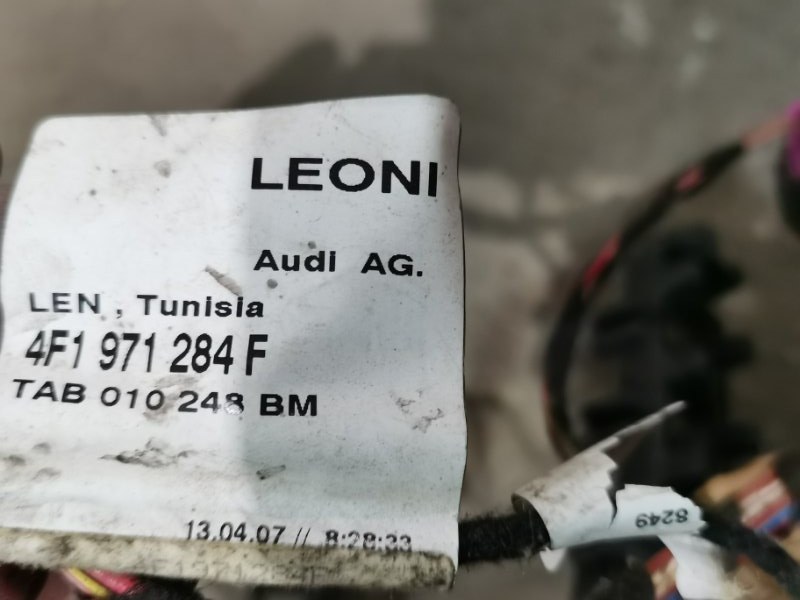 LEONI
Audi AG.
LEN , Tunisia
4F1 971 284 F
TAB 010 248 BM
13.04.07 // 8:28:33
8249